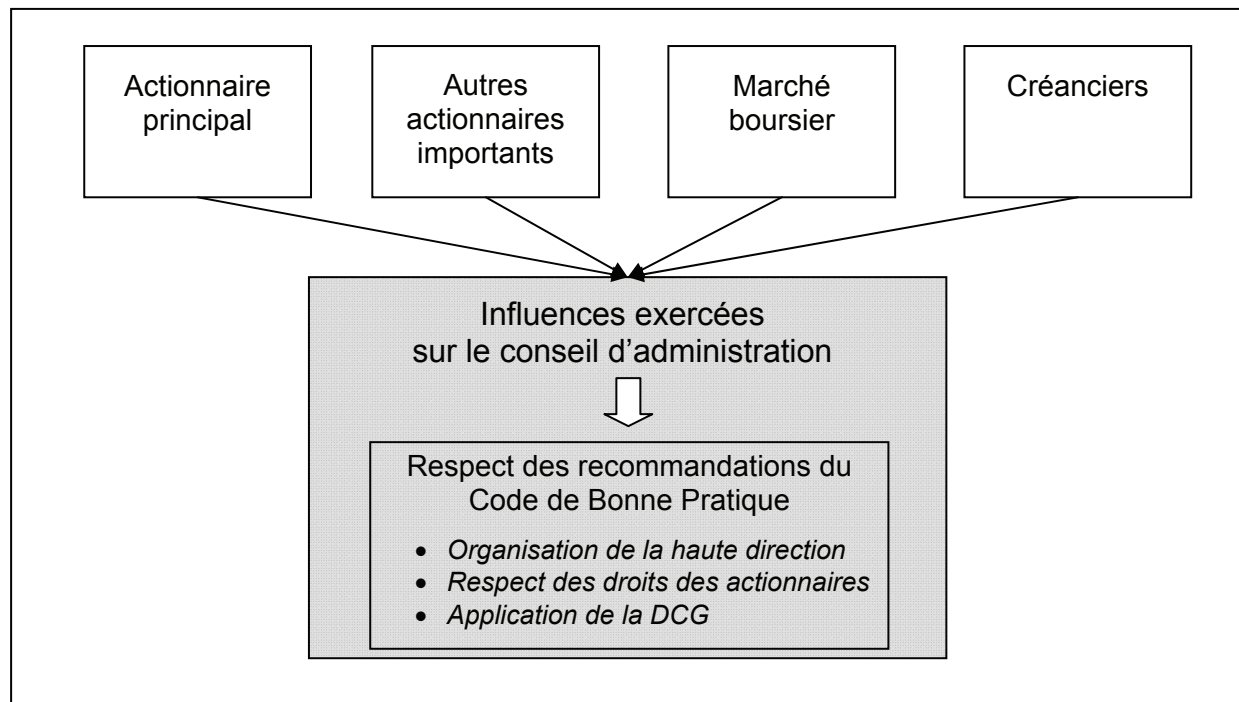 Actionnaire
principal
Autres
actionnaires
importants
Marché
boursier
Créanciers
Influences exercées
sur le conseil d’administration
Respect des recommandations du
Code de Bonne Pratique
• Organisation de la haute direction
• Respect des droits des actionnaires
• Application de la DCG